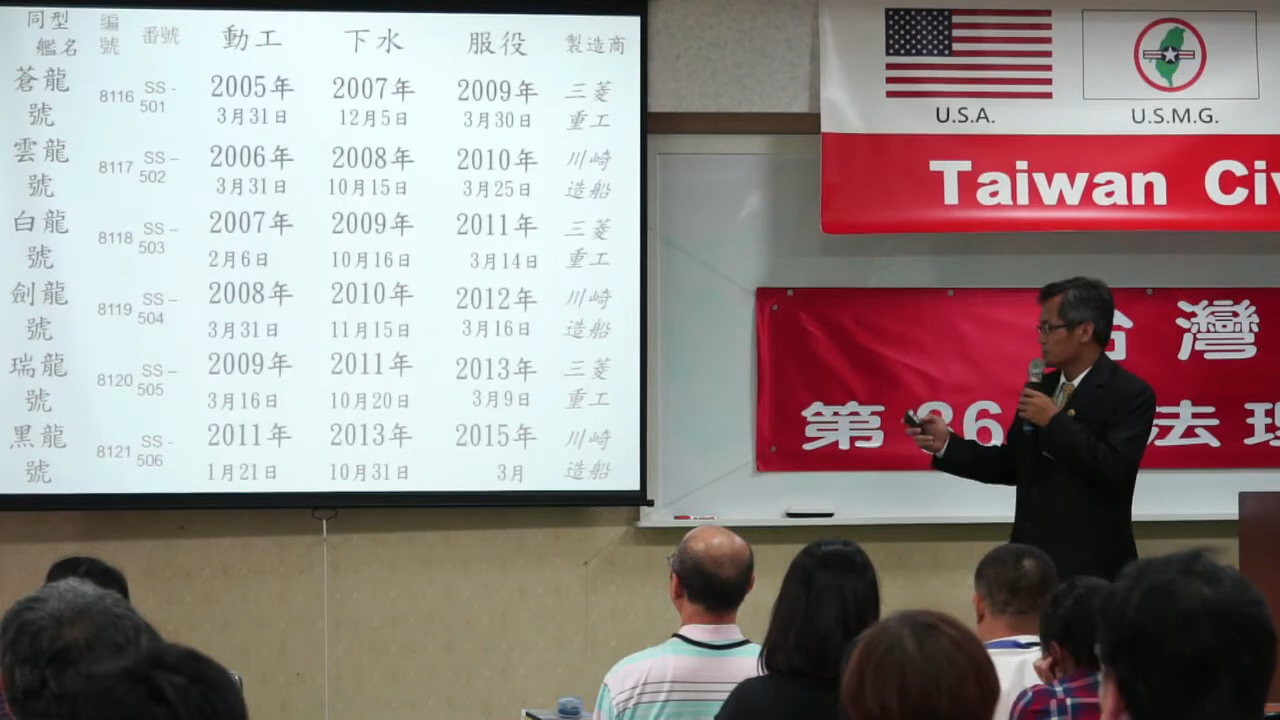 同型 編 番號 動工 下水 服役 製造商
艦名 號
蒼龍 8116 SS - 2005年 2007年 2009年 三菱
號 501 3月31日 12月5日 3月30日 重工
雲龍 8117 SS – 2006年 2008年 2010年 川崎
號 502 3月31日 10月15日 3月25日 造船
白龍 8118 SS – 2007年 2009年 2011年 三菱
號 503 2月6日 10月16日 3月14日 重工
劍龍 8119 SS – 2008年 2010年 2012年 川崎
號 504 3月31日 11月15日 3月16日 造船
瑞龍 8120 SS – 2009年 2011年 2013年 三菱
號 505 3月16日 10月20日 3月9日 重工
黑龍 8121 SS - 2011年 2013年 2015年 川崎
號 506 1月21日 10月31日 3月 造船
U.S.A. U.S.M.G.
Taiwan Civ
台灣
第 26 法理